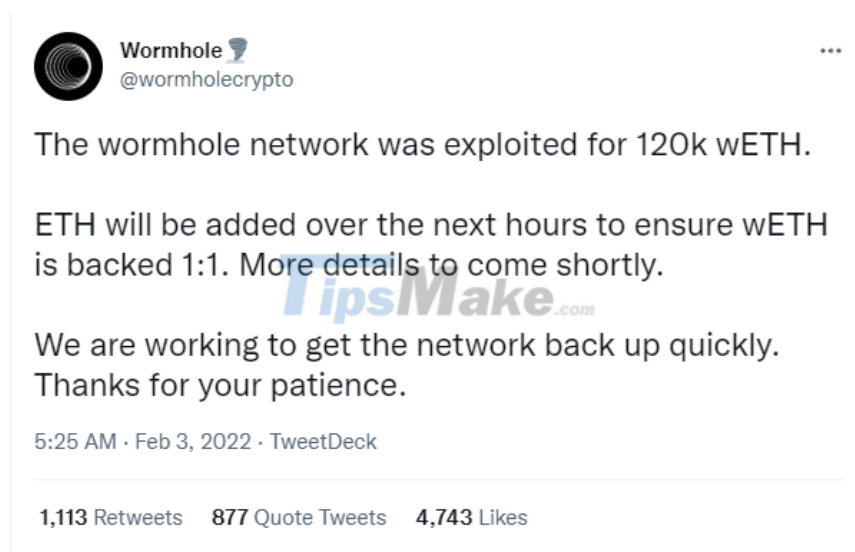 Wormhole
@wormholecrypto
The wormhole network was exploited for 120k wETH.
ETH will be added over the next hours to ensure wETH
is backed 1:1. More details to come shortly.
TipsMake.com
We are working to get the network back up quickly.
Thanks for your patience.
5:25 AM · Feb 3, 2022 · TweetDeck
1,113 Retweets 877 Quote Tweets 4,743 Likes